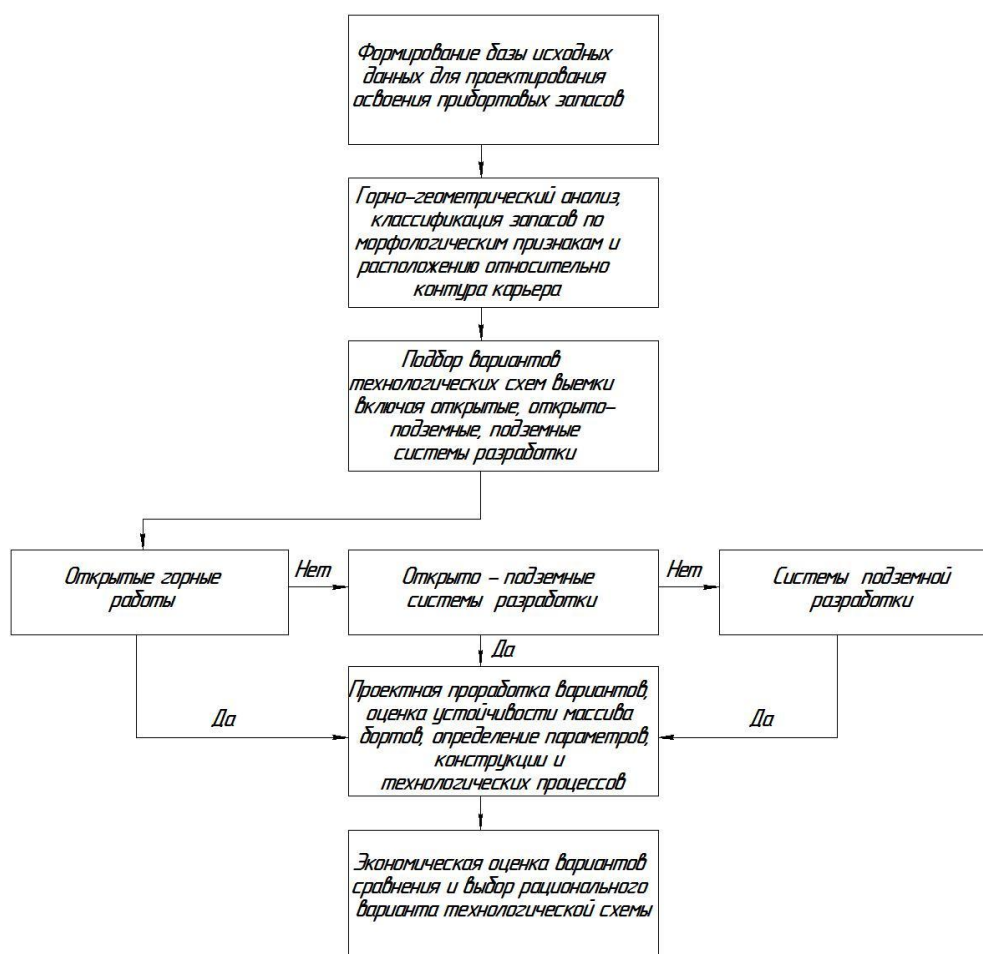 Формирование базы исходных
данных для проектирования
освоения прибортовых запасов
Горно-геометрический анализ,
классификация запасов по
морфологическим признакам и
расположению относительно
контура карьера
Подбор вариантов
технологических схем выемки
включая открытые, открыто-
подземные, подземные
системы разработки
Открытые горные
работы
Нет
Открыто - подземные
системы разработки
Нет
Системы подземной
разработки
Да
Проектная проработка вариантов,
оценка устойчивости массива
бортов, определение параметров,
конструкции и
технологических процессов
Да
Да
Экономическая оценка вариантов
сравнения и выбор рационального
варианта технологической схемы